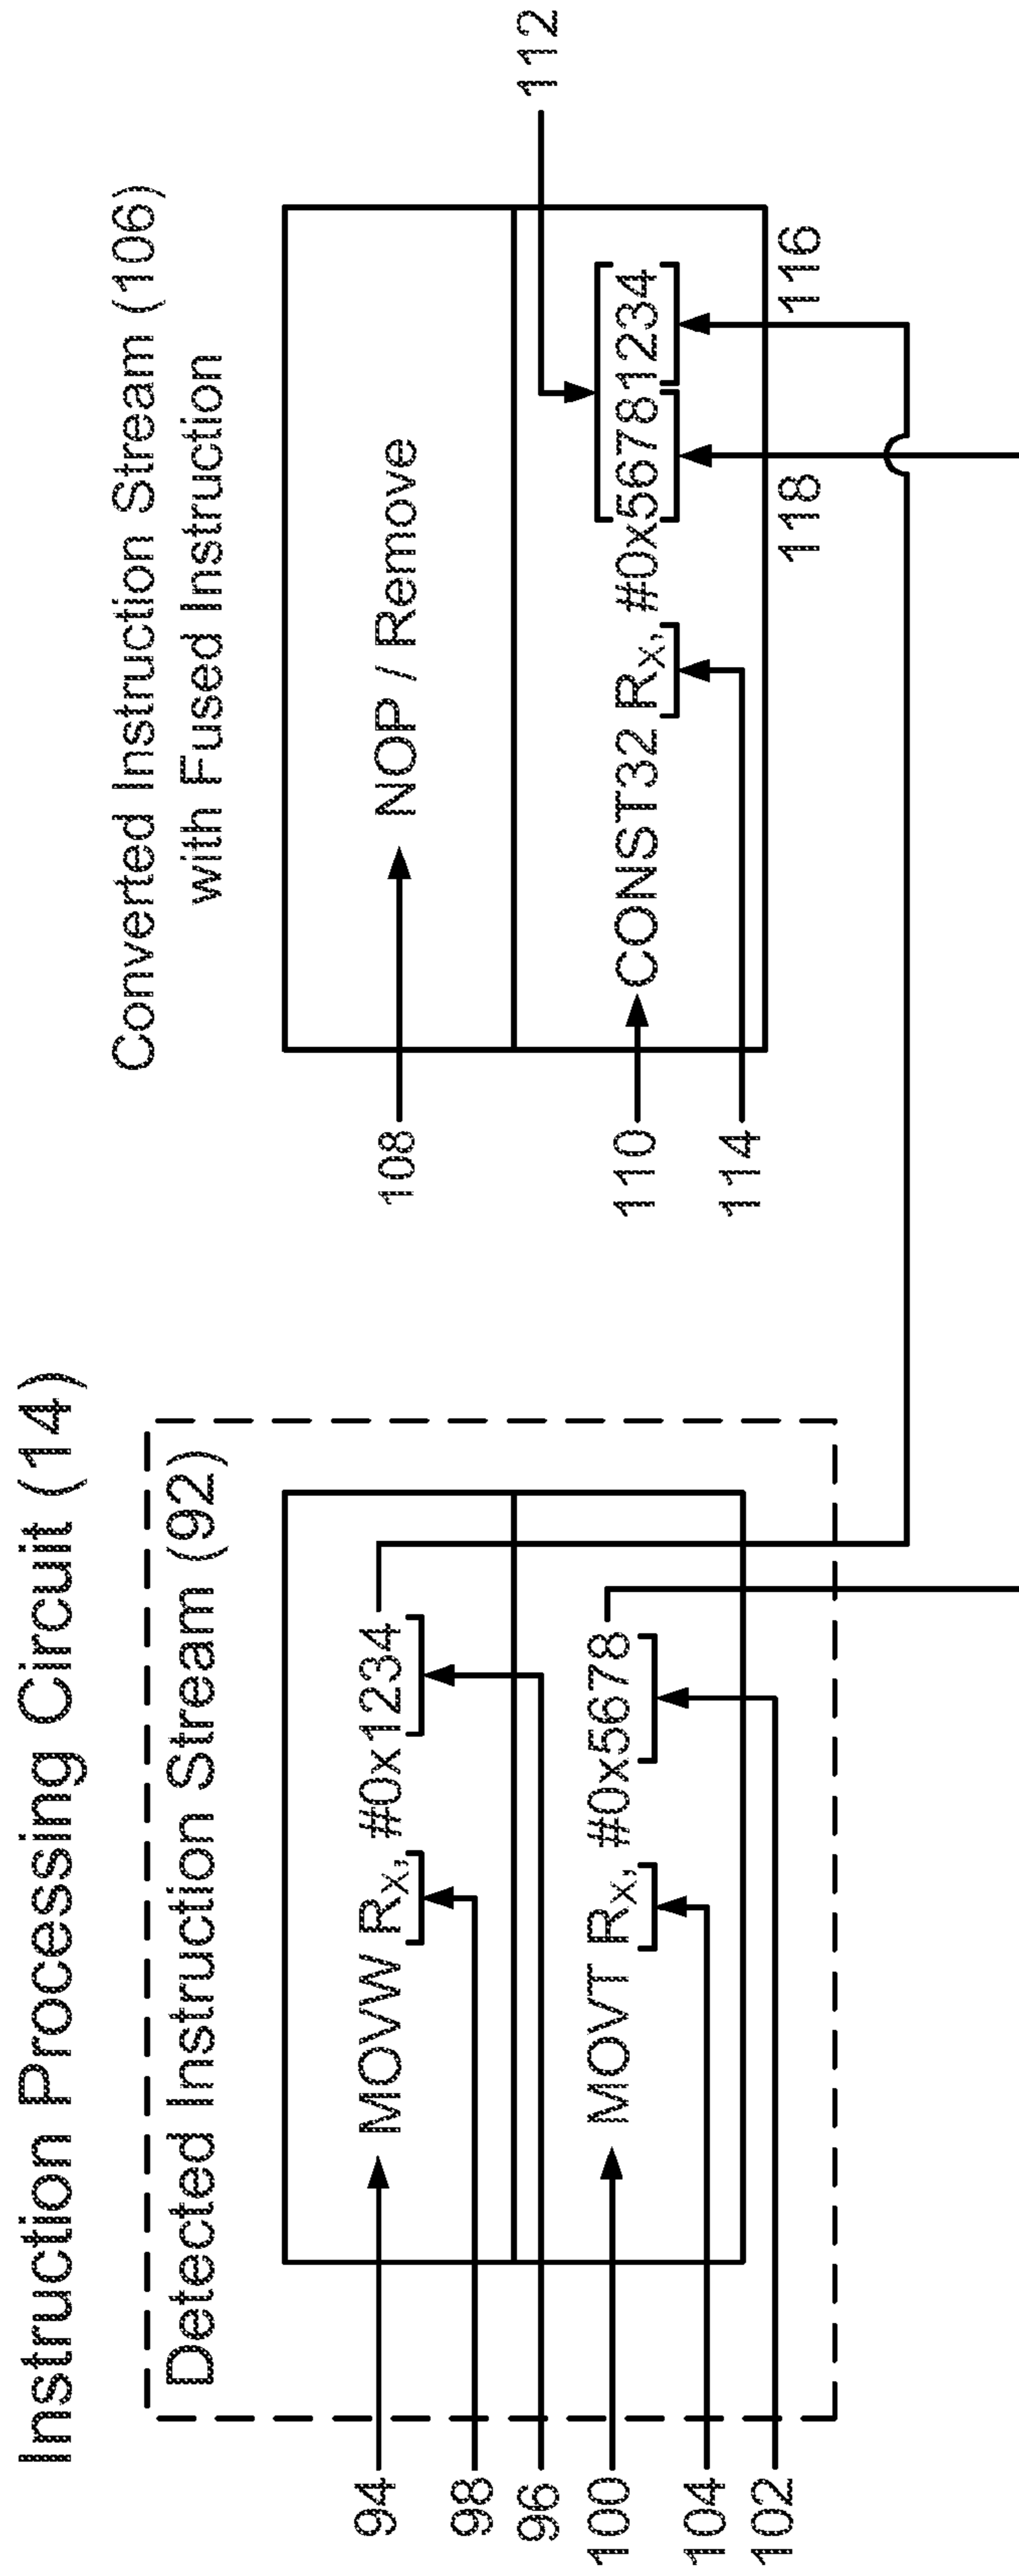 Instruction Processing Circuit (14)
Detected Instruction Stream (92)
94
MOVW Rx, #0x1234
98
96
100
MOVT Rx, #0x5678
104
102
Converted Instruction Stream (106)
with Fused Instruction
108
NOP / Remove
112
110
CONST32 Rx, #0x56781234
114
118
116